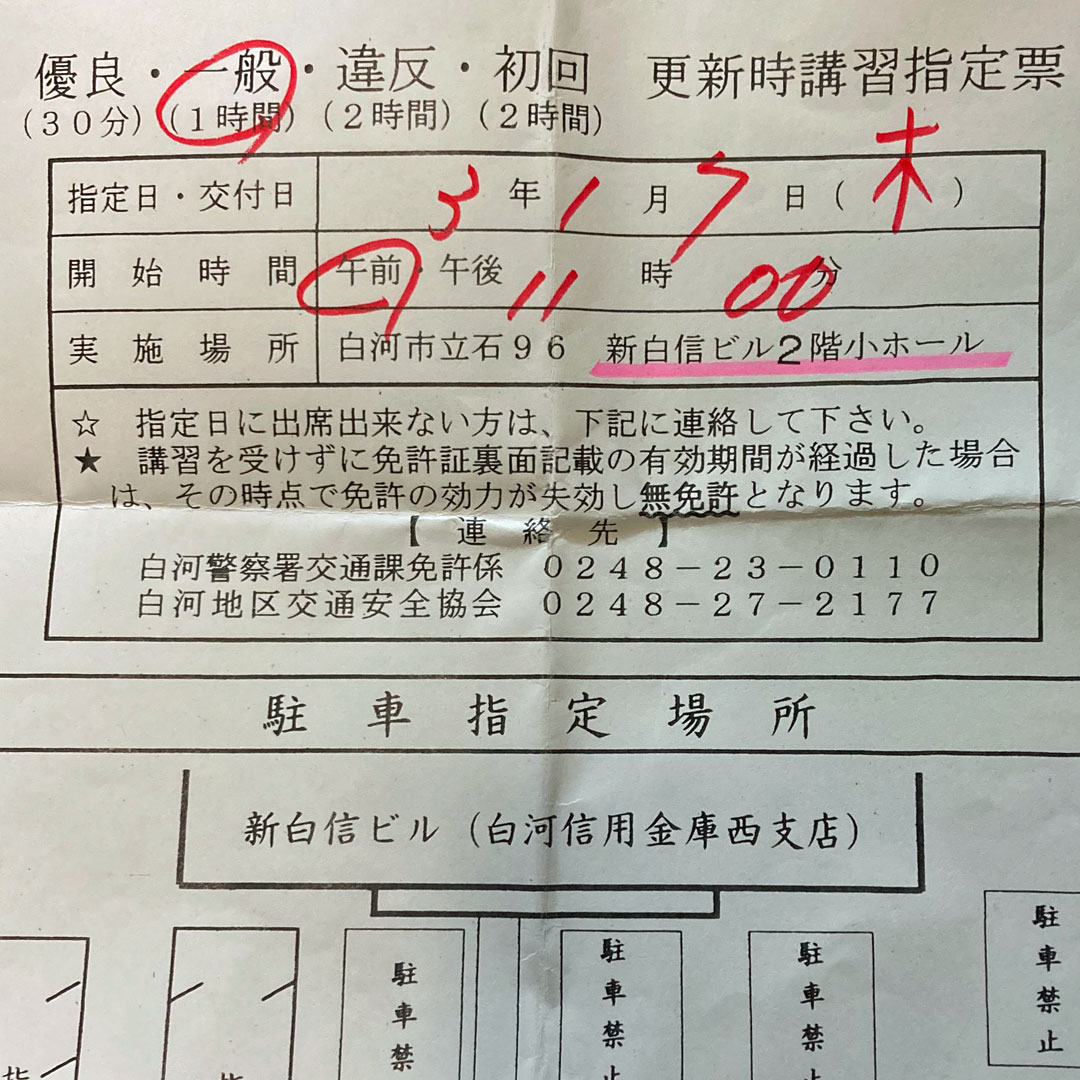 優良・一般・違反・初回 更新時講習指定票
(30分)(1時間)(2時間)(2時間)
指定日・交付日 3年1月7日(木)
開始時間 午前・午後 11時00分
実施場所 白河市立石96 新白信ビル2階小ホール
☆ 指定日に出席出来ない方は、下記に連絡して下さい。
★ 講習を受けずに免許証裏面記載の有効期間が経過した場合
は、その時点で免許の効力が失効し無免許となります。
【連絡先】
白河警察署交通課免許係 0248-23-0110
白河地区交通安全協会 0248-27-2177
駐車指定場所
新白信ビル(白河信用金庫西支店)
駐車禁
駐車禁止
駐車禁止
駐車禁止
指